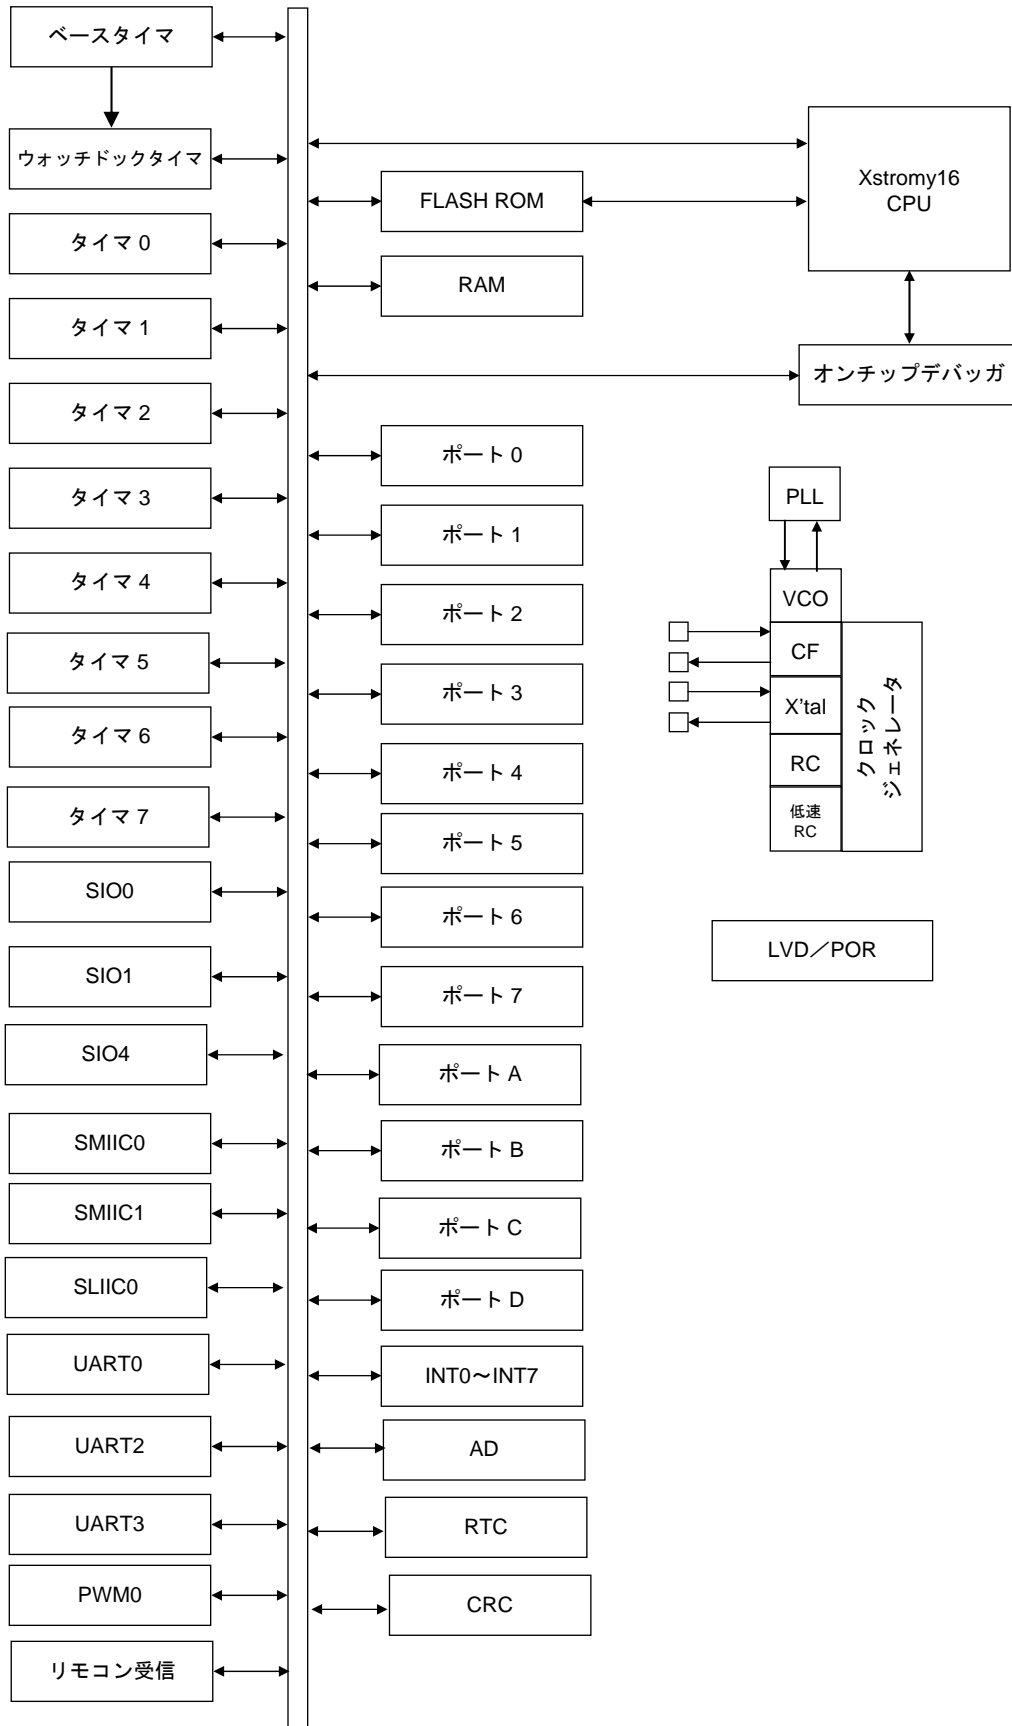 ベースタイマ
ウォッチドックタイマ
タイマ 0
タイマ 1
タイマ 2
タイマ 3
タイマ 4
タイマ 5
タイマ 6
タイマ 7
SIO0
SIO1
SIO4
SMIIC0
SMIIC1
SLIIC0
UART0
UART2
UART3
PWM0
リモコン受信
FLASH ROM
RAM
ポート 0
ポート 1
ポート 2
ポート 3
ポート 4
ポート 5
ポート 6
ポート 7
ポート A
ポート B
ポート C
ポート D
INT0～INT7
AD
RTC
CRC
Xstromy16
CPU
オンチップデバッガ
PLL
VCO
CF
X'tal
RC
低速
RC
クロック
ジェネレータ
LVD／POR